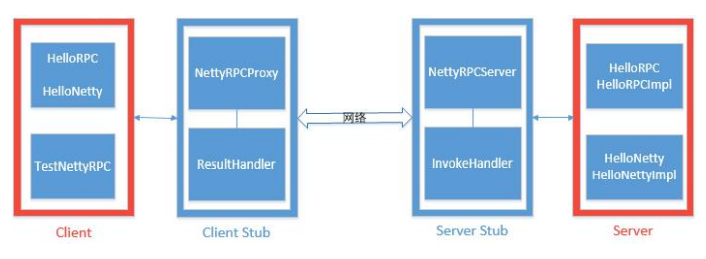 HelloRPC
HelloNetty
TestNettyRPC
Client
NettyRPCProxy
ResultHandler
Client Stub
网络
NettyRPCServer
InvokeHandler
Server Stub
HelloRPC
HelloRPCImpl
HelloNetty
HelloNettyImpl
Server